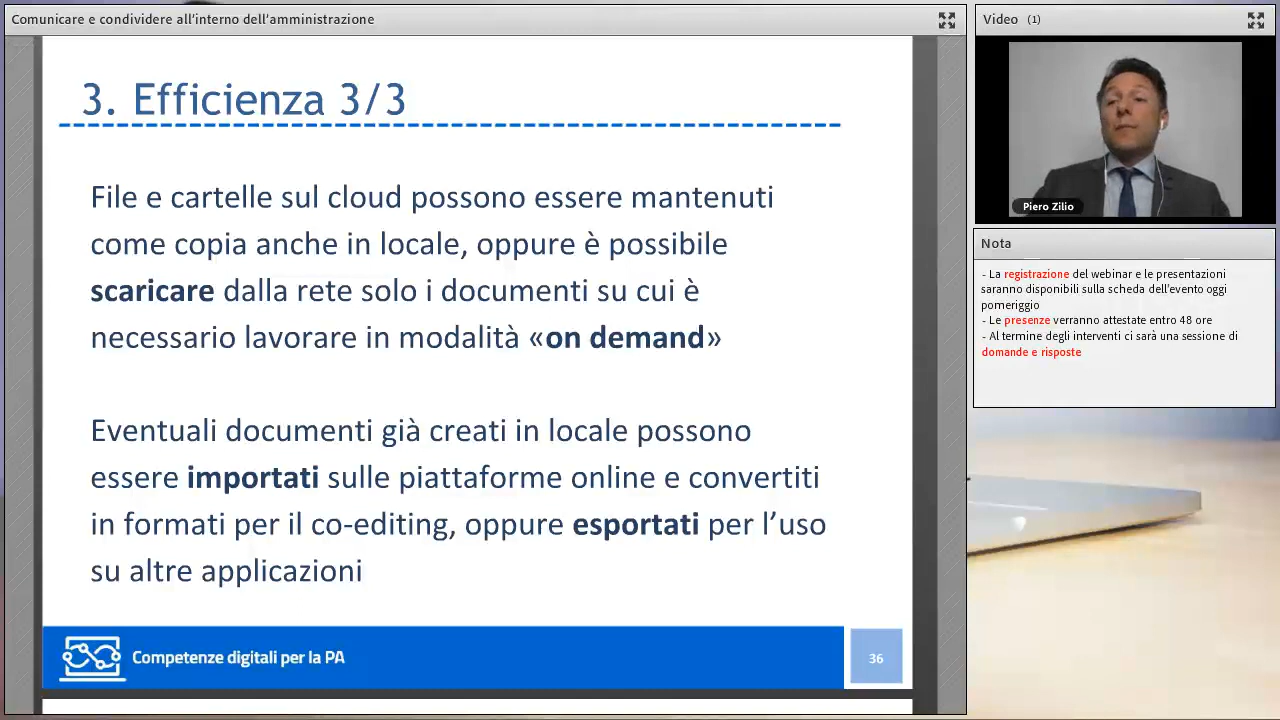 Comunicare e condividere all'interno dell'amministrazione
3. Efficienza 3/3
File e cartelle sul cloud possono essere mantenuti
come copia anche in locale, oppure è possibile
scaricare dalla rete solo i documenti su cui è
necessario lavorare in modalità «on demand»
Eventuali documenti già creati in locale possono
essere importati sulle piattaforme online e convertiti
in formati per il co-editing, oppure esportati per l'uso
su altre applicazioni
Competenze digitali per la PA
36
Video (1)
Piero Zilio
Nota
- La registrazione del webinar e le presentazioni
saranno disponibili sulla scheda dell'evento oggi
pomeriggio
- Le presenze verranno attestate entro 48 ore
- Al termine degli interventi ci sarà una sessione di
domande e risposte